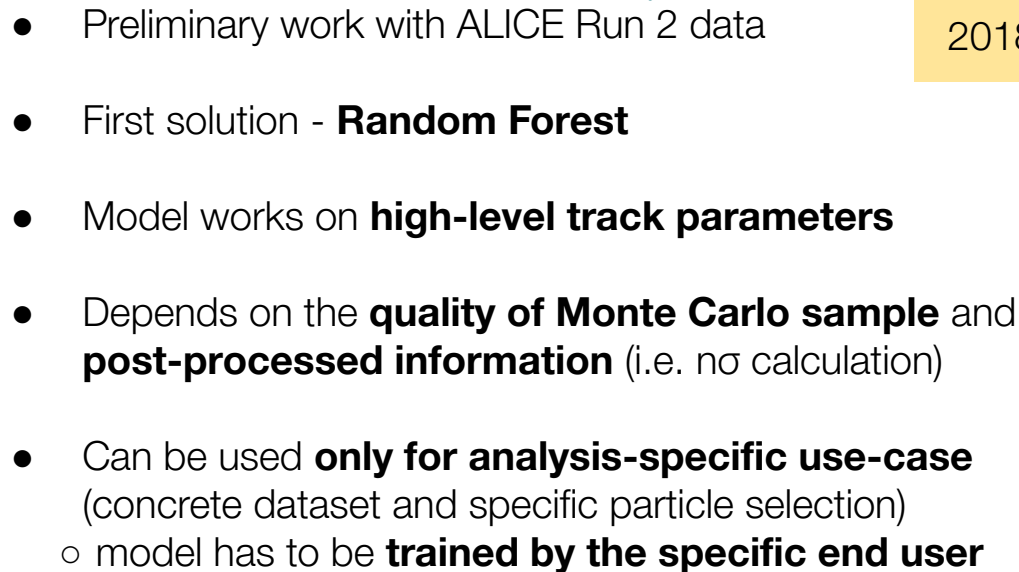 ● Preliminary work with ALICE Run 2 data
2018
● First solution - Random Forest
● Model works on high-level track parameters
● Depends on the quality of Monte Carlo sample and
post-processed information (i.e. nσ calculation)
● Can be used only for analysis-specific use-case
(concrete dataset and specific particle selection)
○ model has to be trained by the specific end user